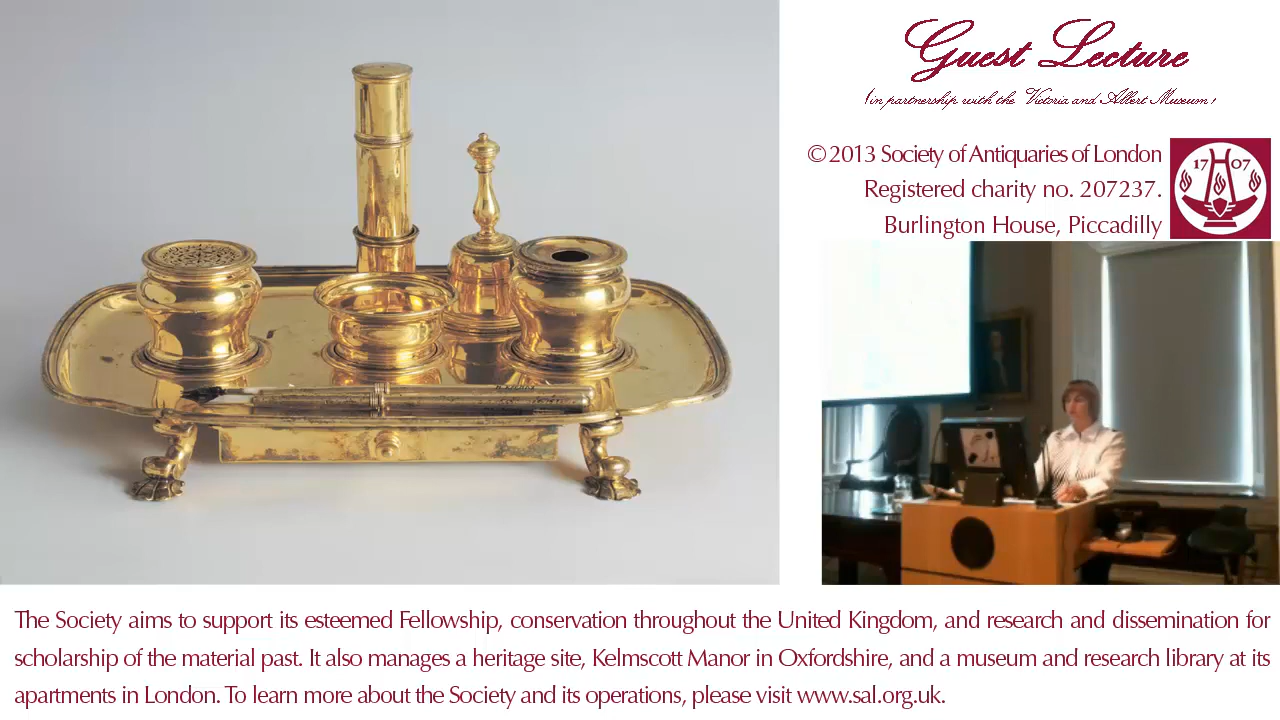 Guest Lecture
(in partnership with the Victoria and Albert Museum)
© 2013 Society of Antiquaries of London
Registered charity no. 207237.
Burlington House, Piccadilly
1707
The Society aims to support its esteemed Fellowship, conservation throughout the United Kingdom, and research and dissemination for
scholarship of the material past. It also manages a heritage site, Kelmscott Manor in Oxfordshire, and a museum and research library at its
apartments in London. To learn more about the Society and its operations, please visit www.sal.org.uk.